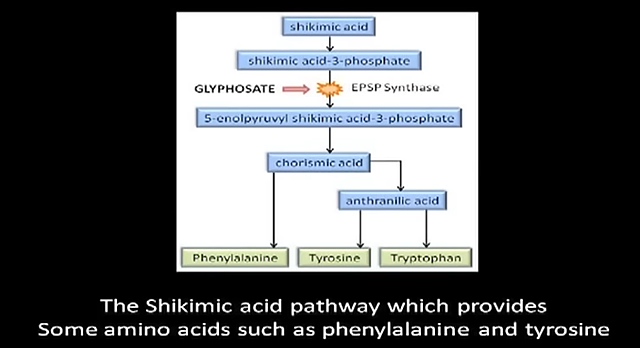 shikimic acid
shikimic acid-3-phosphate
GLYPHOSATE EPSP Synthase
5-enolpyruvyl shikimic acid-3-phosphate
chorismic acid
anthranilic acid
Phenylalanine Tyrosine Tryptophan
The Shikimic acid pathway which provides
Some amino acids such as phenylalanine and tyrosine